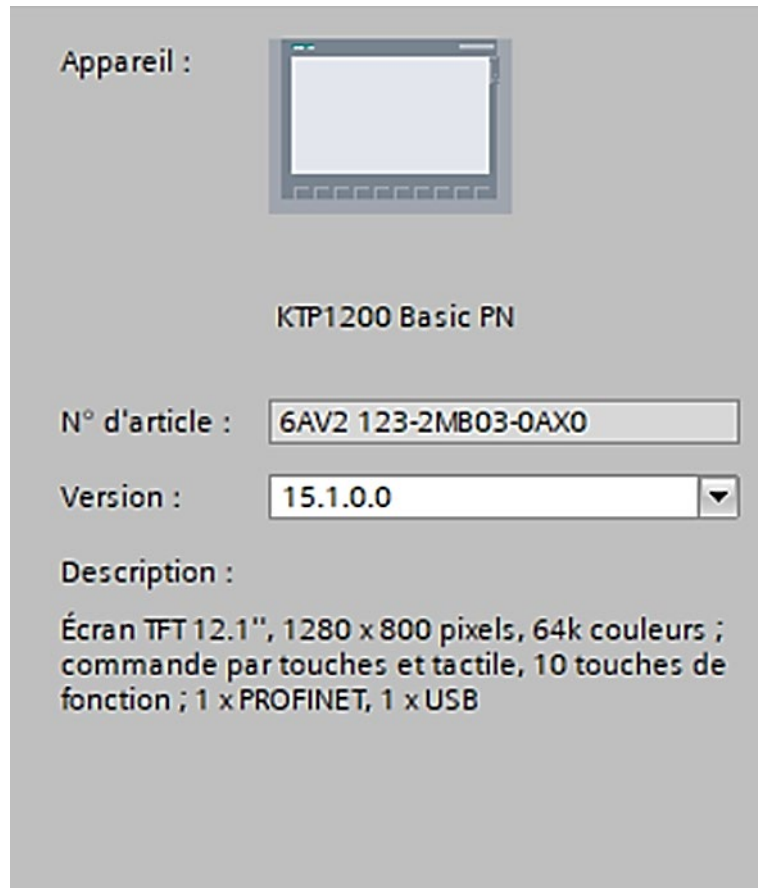 Appareil :
KTP1200 Basic PN
N° d'article : 6AV2 123-2MB03-0AX0
Version : 15.1.0.0
Description :
Écran TFT 12.1'', 1280 x 800 pixels, 64k couleurs ;
commande par touches et tactile, 10 touches de
fonction ; 1 x PROFINET, 1 x USB